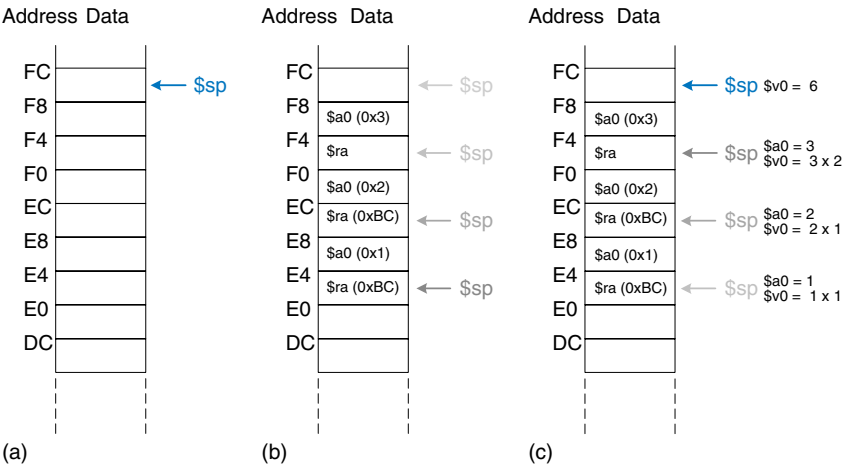 Address Data
FC
$sp
F8
F4
F0
EC
E8
E4
E0
DC
(a)
Address Data
FC
$sp
F8
$a0 (0x3)
F4
$ra
$sp
F0
$a0 (0x2)
EC
$ra (0xBC)
$sp
E8
$a0 (0x1)
E4
$ra (0xBC)
$sp
E0
DC
(b)
Address Data
FC
$sp $v0 = 6
F8
$a0 (0x3)
F4
$ra
$sp
$a0 = 3
$v0 = 3 x 2
F0
$a0 (0x2)
EC
$ra (0xBC)
$sp
$a0 = 2
$v0 = 2 x 1
E8
$a0 (0x1)
E4
$ra (0xBC)
$sp
$a0 = 1
$v0 = 1 x 1
E0
DC
(c)